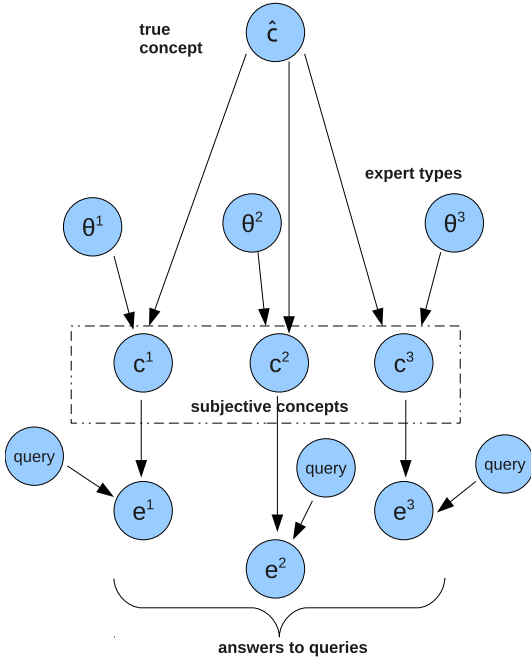 true
concept
ĉ
expert types
θ1
θ2
θ3
c1
c2
c3
subjective concepts
query
query
query
e1
e2
e3
answers to queries